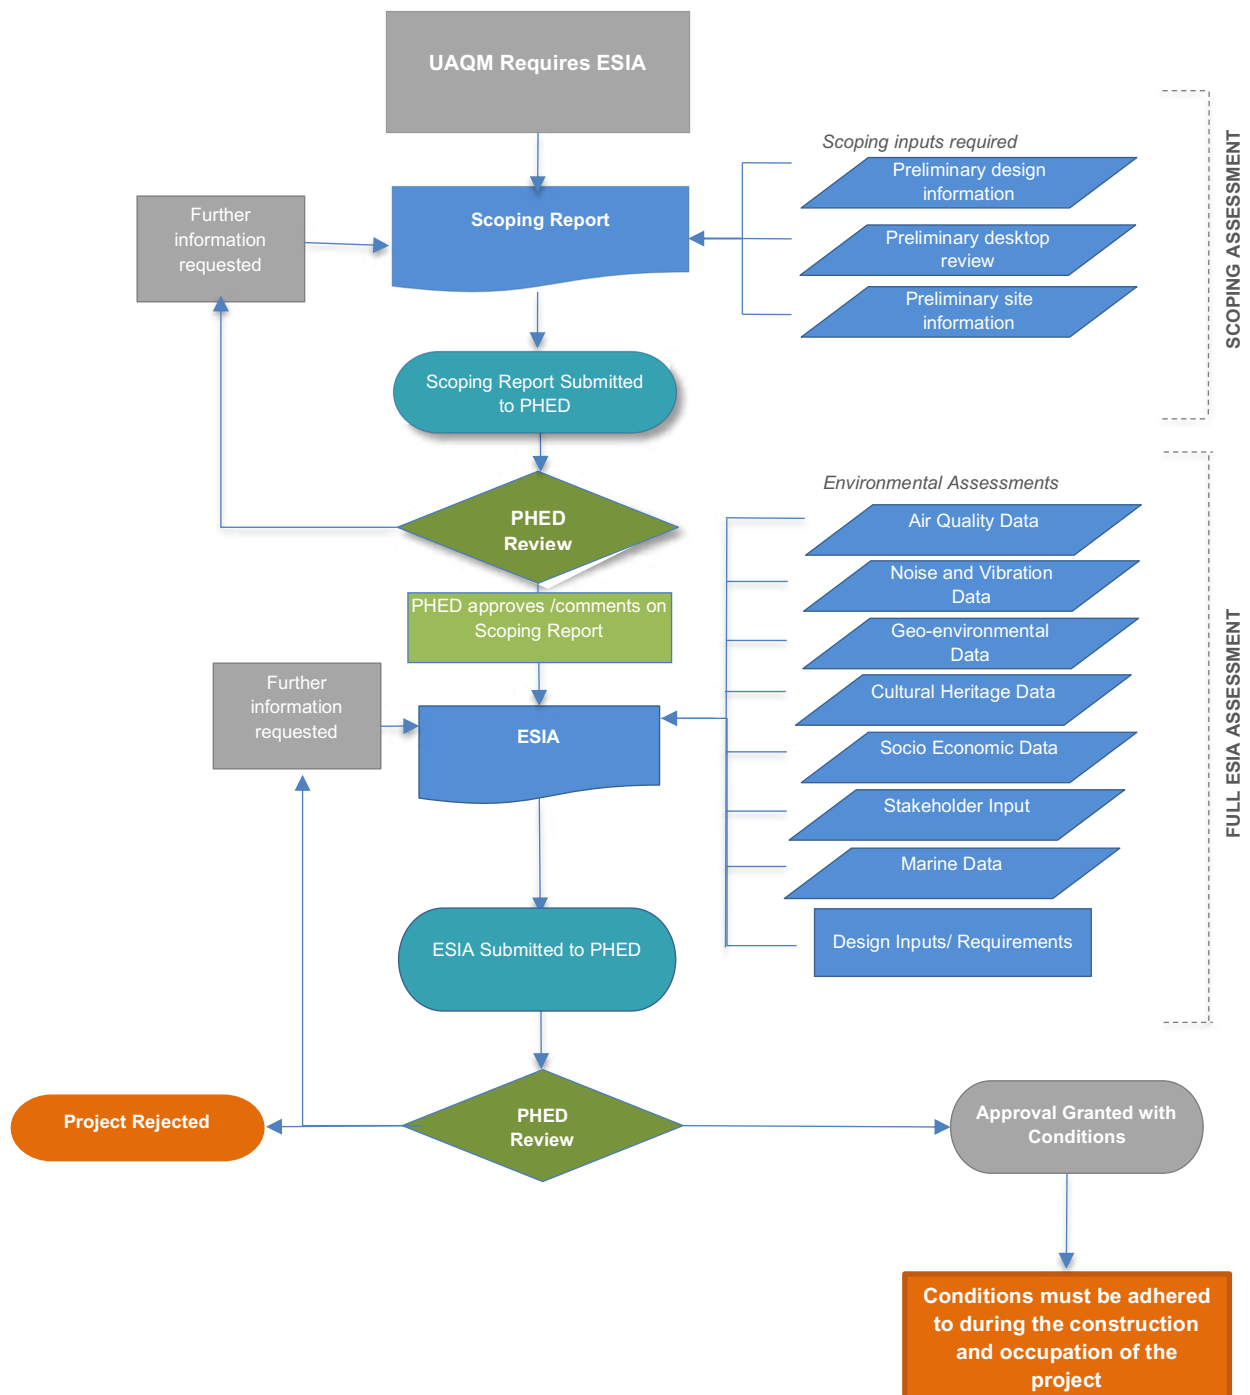 UAQM Requires ESIA
Scoping inputs required
Preliminary design
information
Scoping Report
Further
information
requested
Preliminary desktop
review
Preliminary site
information
SCOPING ASSESSMENT
Scoping Report Submitted
to PHED
Environmental Assessments
PHED
Review
Air Quality Data
Noise and Vibration
Data
PHED approves /comments on
Scoping Report
Geo-environmental
Data
Further
information
requested
Cultural Heritage Data
ESIA
Socio Economic Data
Stakeholder Input
Marine Data
Design Inputs/ Requirements
FULL ESIA ASSESSMENT
ESIA Submitted to PHED
Project Rejected
PHED
Review
Approval Granted with
Conditions
Conditions must be adhered
to during the construction
and occupation of the
project